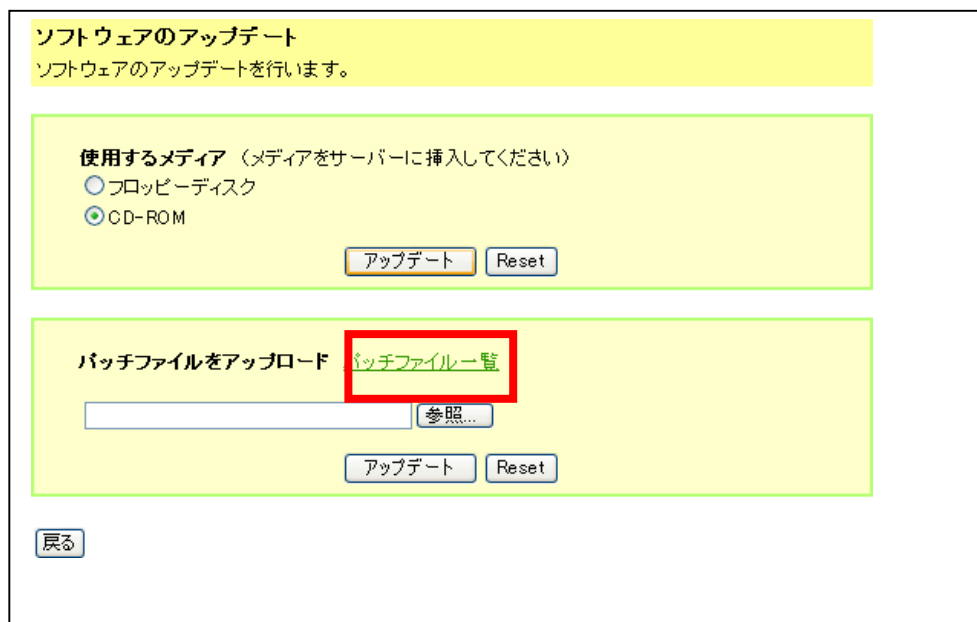 ソフトウェアのアップデート
ソフトウェアのアップデートを行います。
使用するメディア （メディアをサーバーに挿入してください）
フロッピーディスク
CD-ROM
アップデート Reset
パッチファイルをアップロード パッチファイル一覧
参照...
アップデート Reset
戻る